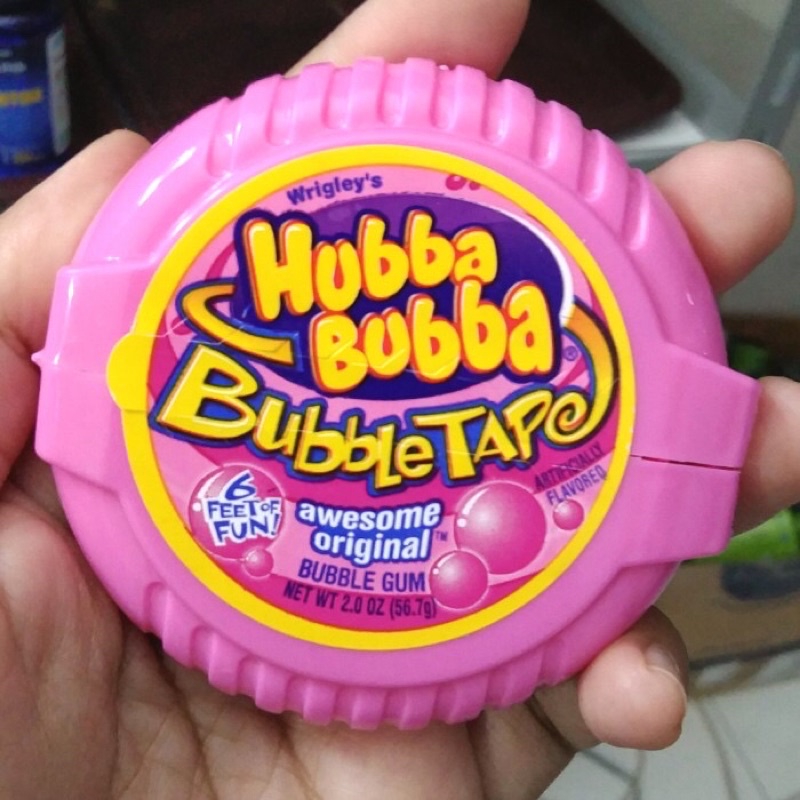 Wrigley's
Hubba
Bubba®
BubbleTape
ARTIFICIALLY
FLAVORED
6
FEET OF
FUN!
awesome
original™
BUBBLE GUM
NET WT 2.0 OZ (56.7g)